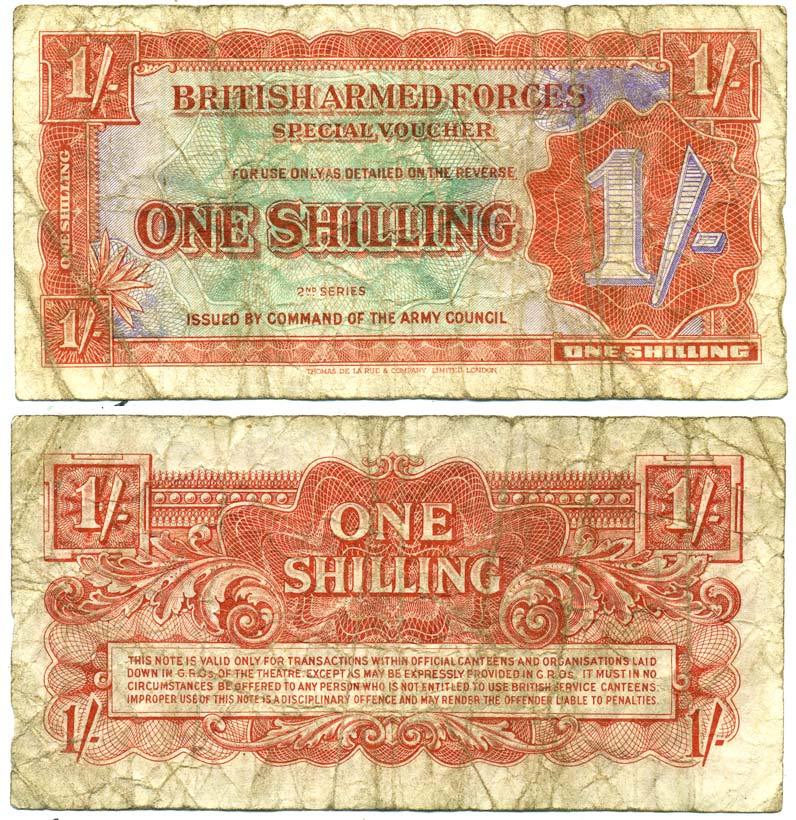 1/- 1/-
BRITISH ARMED FORCES
SPECIAL VOUCHER
FOR USE ONLY AS DETAILED ON THE REVERSE
ONE SHILLING
ONE SHILLING
1/-
2ND SERIES
ISSUED BY COMMAND OF THE ARMY COUNCIL
1/-
ONE SHILLING
THOMAS DE LA RUE & COMPANY LIMITED LONDON
1/- 1/-
ONE
SHILLING
THIS NOTE IS VALID ONLY FOR TRANSACTIONS WITHIN OFFICIAL CANTEENS AND ORGANISATIONS LAID
DOWN IN G.R.Os. OF THE THEATRE. EXCEPT AS MAY BE EXPRESSLY PROVIDED IN G.R.Os. IT MUST IN NO
CIRCUMSTANCES BE OFFERED TO ANY PERSON WHO IS NOT ENTITLED TO USE BRITISH SERVICE CANTEENS.
IMPROPER USE OF THIS NOTE IS A DISCIPLINARY OFFENCE AND MAY RENDER THE OFFENDER LIABLE TO PENALTIES.
1/- 1/-